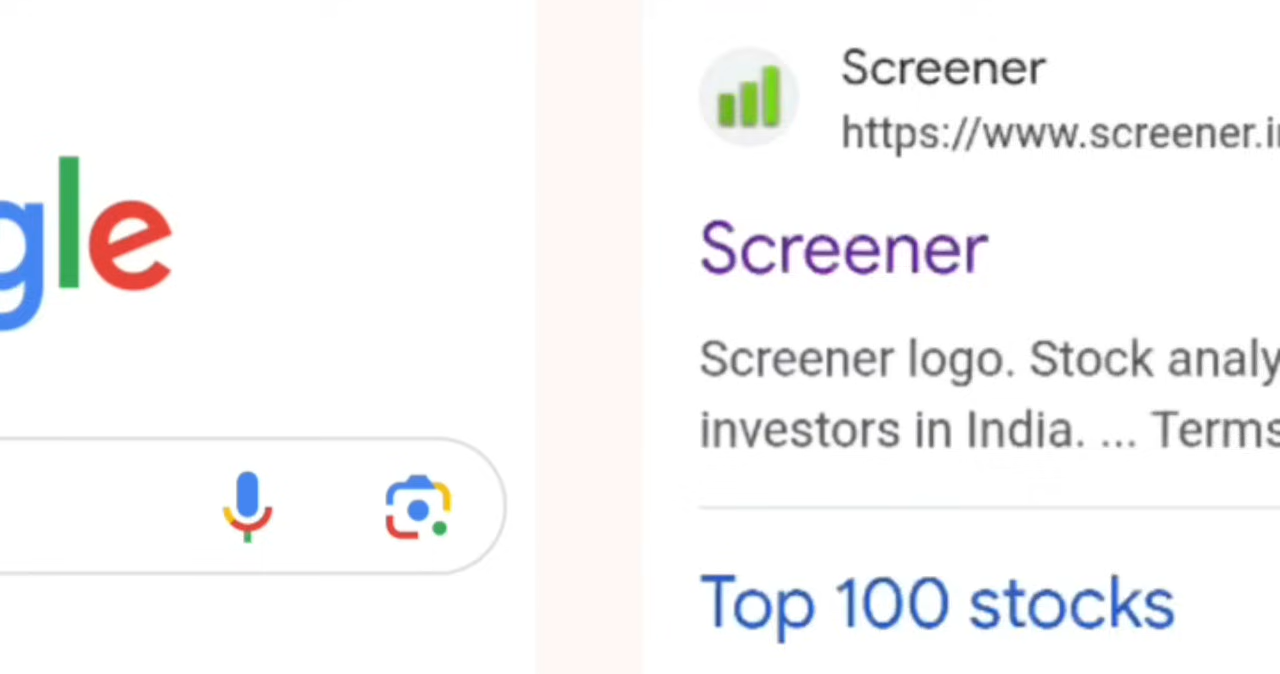 gle
Screener
https://www.screener.i
Screener
Screener logo. Stock analy
investors in India. ... Terms
Top 100 stocks